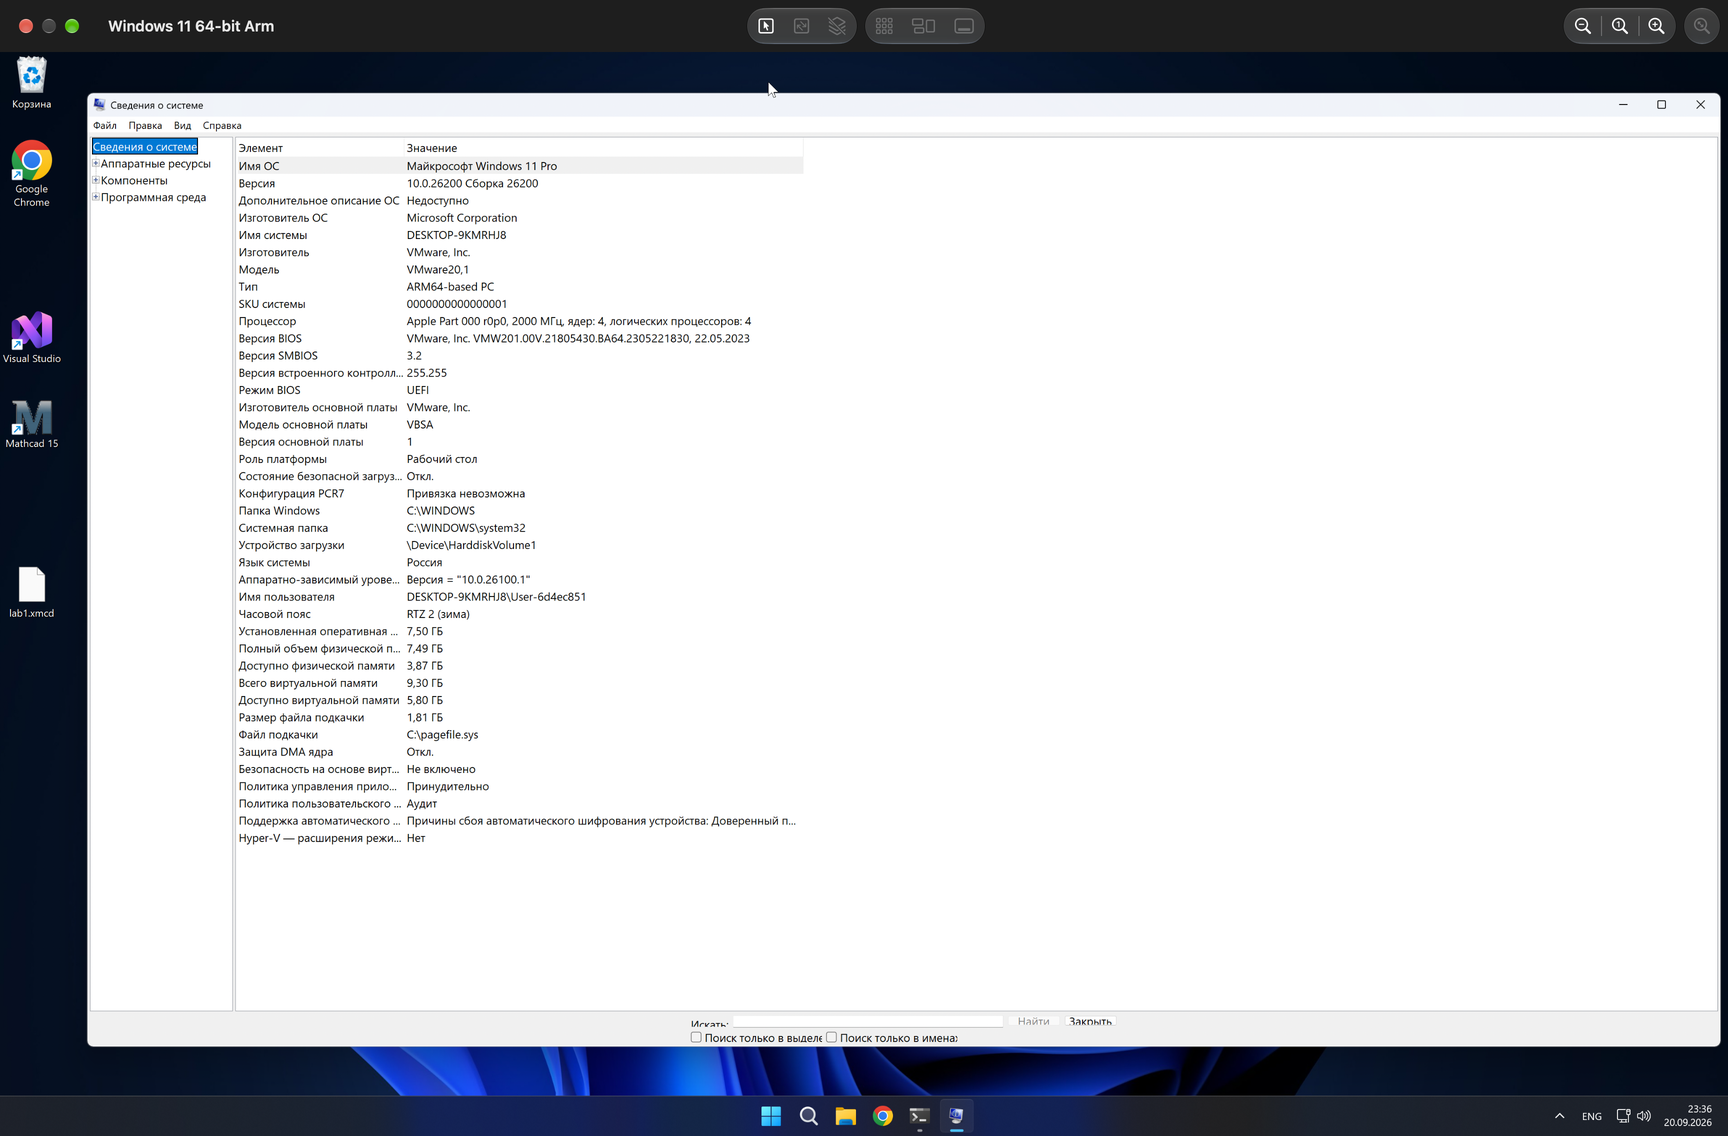 Windows 11 64-bit Arm
Корзина
Google
Chrome
Visual Studio
Mathcad 15
lab1.xmcd
Сведения о системе
Файл Правка Вид Справка
Сведения о системе
Аппаратные ресурсы
Компоненты
Программная среда
Элемент Значение
Имя ОС Майкрософт Windows 11 Pro
Версия 10.0.26200 Сборка 26200
Дополнительное описание ОС Недоступно
Изготовитель ОС Microsoft Corporation
Имя системы DESKTOP-9KMRHJ8
Изготовитель VMware, Inc.
Модель VMware20,1
Тип ARM64-based PC
SKU системы 0000000000000001
Процессор Apple Part 000 r0p0, 2000 МГц, ядер: 4, логических процессоров: 4
Версия BIOS VMware, Inc. VMW201.00V.21805430.BA64.2305221830, 22.05.2023
Версия SMBIOS 3.2
Версия встроенного контролл... 255.255
Режим BIOS UEFI
Изготовитель основной платы VMware, Inc.
Модель основной платы VBSA
Версия основной платы 1
Роль платформы Рабочий стол
Состояние безопасной загруз... Откл.
Конфигурация PCR7 Привязка невозможна
Папка Windows C:\WINDOWS
Системная папка C:\WINDOWS\system32
Устройство загрузки \Device\HarddiskVolume1
Язык системы Россия
Аппаратно-зависимый урове... Версия = "10.0.26100.1"
Имя пользователя DESKTOP-9KMRHJ8\User-6d4ec851
Часовой пояс RTZ 2 (зима)
Установленная оперативная ... 7,50 ГБ
Полный объем физической п... 7,49 ГБ
Доступно физической памяти 3,87 ГБ
Всего виртуальной памяти 9,30 ГБ
Доступно виртуальной памяти 5,80 ГБ
Размер файла подкачки 1,81 ГБ
Файл подкачки C:\pagefile.sys
Защита DMA ядра Откл.
Безопасность на основе вирт... Не включено
Политика управления прило... Принудительно
Политика пользовательского ... Аудит
Поддержка автоматического ... Причины сбоя автоматического шифрования устройства: Доверенный п...
Hyper-V — расширения режи... Нет
Искать: Найти Закрыть
Поиск только в выделе Поиск только в имена
ENG 23:36
20.09.2026